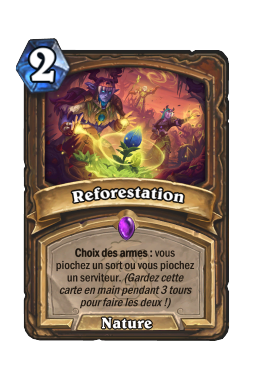 2
Reforestation
Choix des armes : vous
piochez un sort ou vous piochez
un serviteur. (Gardez cette
carte en main pendant 3 tours
pour faire les deux !)
Nature